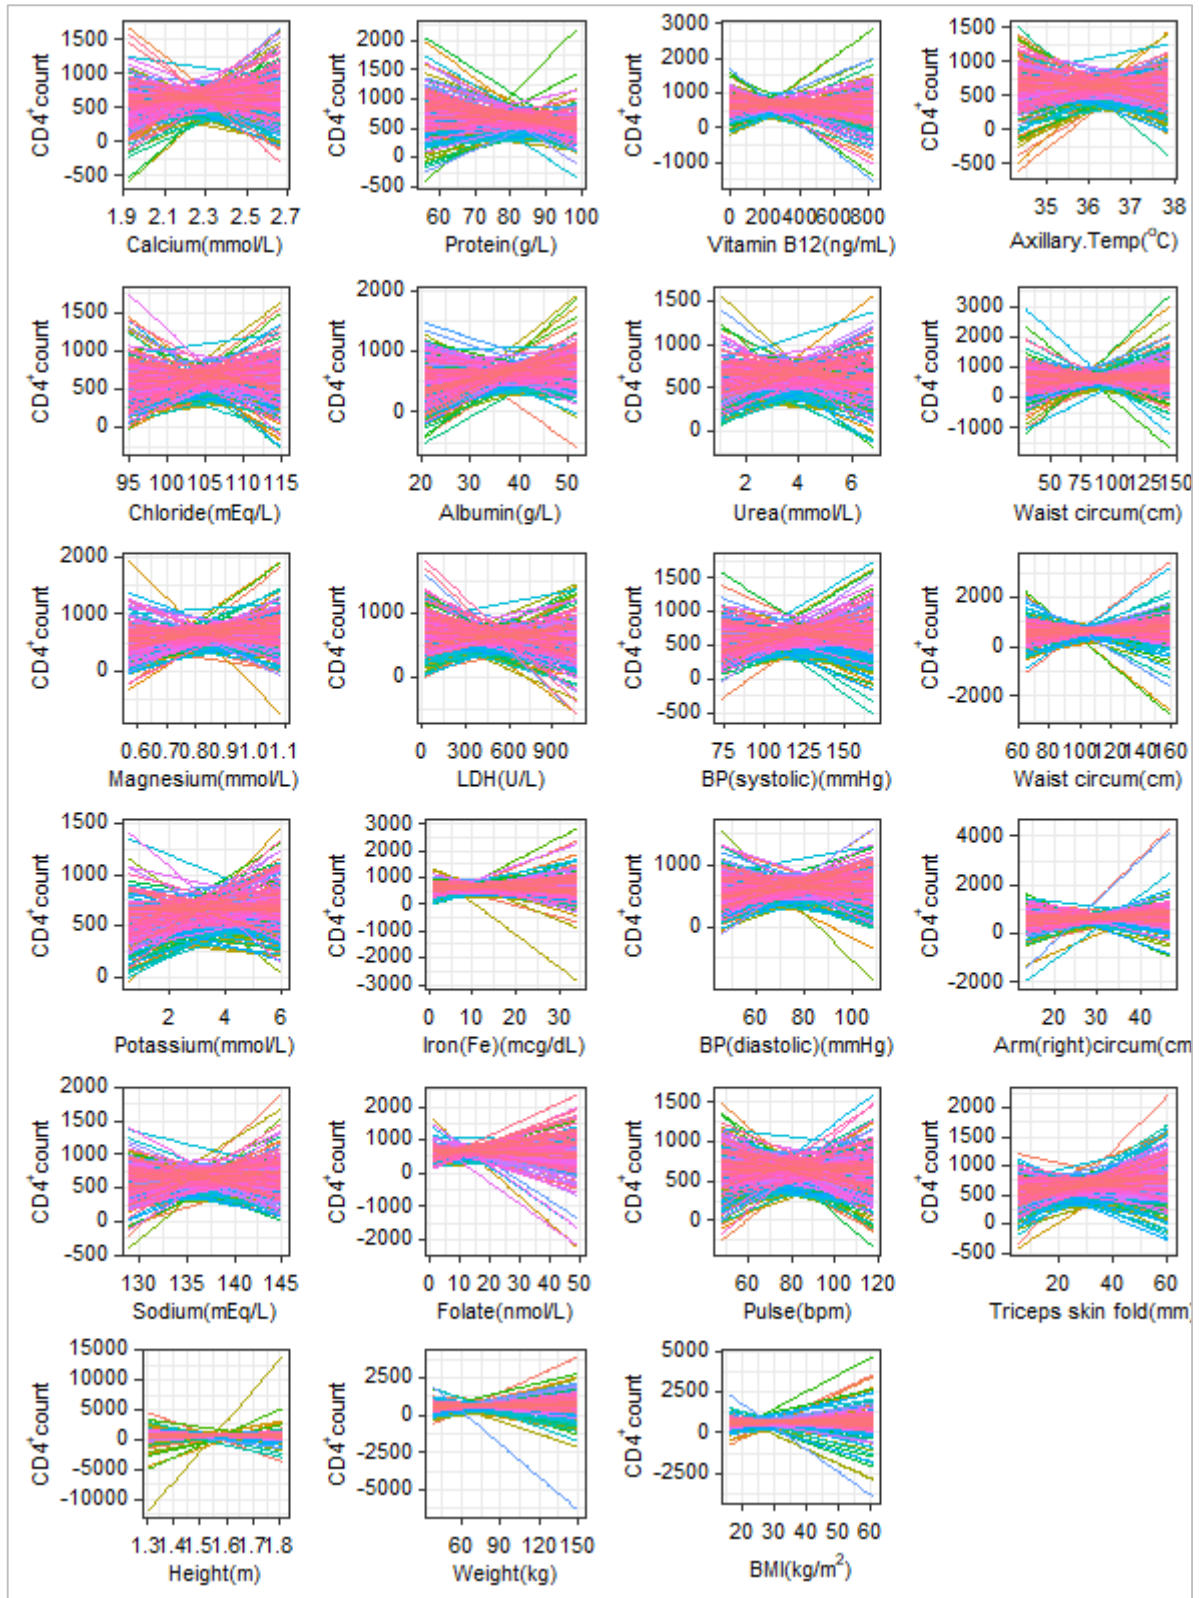 CD4+count
1500
1000
500
0
-500
1.9 2.1 2.3 2.5 2.7
Calcium(mmol/L)
CD4+count
2000
1500
1000
500
0
-500
60 70 80 90 100
Protein(g/L)
CD4+count
3000
2000
1000
0
-1000
0 200400600800
Vitamin B12(ng/mL)
CD4+count
1500
1000
500
0
-500
35 36 37 38
Axillary.Temp(°C)
CD4+count
1500
1000
500
0
95 100 105 110 115
Chloride(mEq/L)
CD4+count
2000
1000
0
20 30 40 50
Albumin(g/L)
CD4+count
1500
1000
500
0
2 4 6
Urea(mmol/L)
CD4+count
3000
2000
1000
0
-1000
50 75 100125150
Waist circum(cm)
CD4+count
2000
1000
0
0.60.70.80.91.01.1
Magnesium(mmol/L)
CD4+count
1000
0
0 300 600 900
LDH(U/L)
CD4+count
1500
1000
500
0
-500
75 100 125 150
BP(systolic)(mmHg)
CD4+count
2000
0
-2000
60 80 100120140160
Waist circum(cm)
CD4+count
1500
1000
500
0
2 4 6
Potassium(mmol/L)
CD4+count
3000
2000
1000
0
-1000
-2000
-3000
0 10 20 30
Iron(Fe)(mcg/dL)
CD4+count
1000
0
60 80 100
BP(diastolic)(mmHg)
CD4+count
4000
2000
0
-2000
20 30 40
Arm(right)circum(cm
CD4+count
2000
1500
1000
500
0
-500
130 135 140 145
Sodium(mEq/L)
CD4+count
2000
1000
0
-1000
-2000
0 10 20 30 40 50
Folate(nmol/L)
CD4+count
1500
1000
500
0
60 80 100 120
Pulse(bpm)
CD4+count
2000
1500
1000
500
0
-500
20 40 60
Triceps skin fold(mm)
CD4+count
15000
10000
5000
0
-5000
-10000
1.31.41.51.61.71.8
Height(m)
CD4+count
2500
0
-2500
-5000
60 90 120150
Weight(kg)
CD4+count
5000
2500
0
-2500
20 30 40 50 60
BMI(kg/m²)